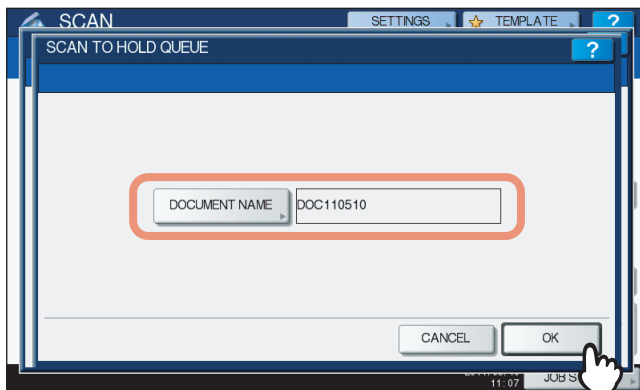 SCAN SETTINGS TEMPLATE ?
SCAN TO HOLD QUEUE ?
DOCUMENT NAME DOC110510
CANCEL OK
11:07 JOB S